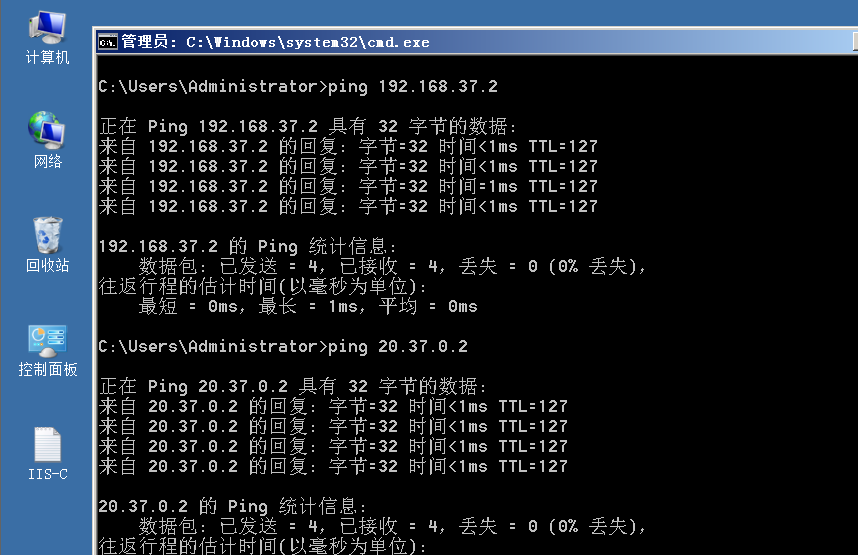 计算机
网络
回收站
控制面板
IIS-C
管理员: C:\Windows\system32\cmd.exe
C:\Users\Administrator>ping 192.168.37.2
正在 Ping 192.168.37.2 具有 32 字节的数据:
来自 192.168.37.2 的回复: 字节=32 时间<1ms TTL=127
来自 192.168.37.2 的回复: 字节=32 时间<1ms TTL=127
来自 192.168.37.2 的回复: 字节=32 时间=1ms TTL=127
来自 192.168.37.2 的回复: 字节=32 时间<1ms TTL=127
192.168.37.2 的 Ping 统计信息:
数据包: 已发送 = 4，已接收 = 4，丢失 = 0 (0% 丢失)，
往返行程的估计时间(以毫秒为单位):
最短 = 0ms，最长 = 1ms，平均 = 0ms
C:\Users\Administrator>ping 20.37.0.2
正在 Ping 20.37.0.2 具有 32 字节的数据:
来自 20.37.0.2 的回复: 字节=32 时间<1ms TTL=127
来自 20.37.0.2 的回复: 字节=32 时间<1ms TTL=127
来自 20.37.0.2 的回复: 字节=32 时间<1ms TTL=127
来自 20.37.0.2 的回复: 字节=32 时间<1ms TTL=127
20.37.0.2 的 Ping 统计信息:
数据包: 已发送 = 4，已接收 = 4，丢失 = 0 (0% 丢失)，
往返行程的估计时间(以毫秒为单位):